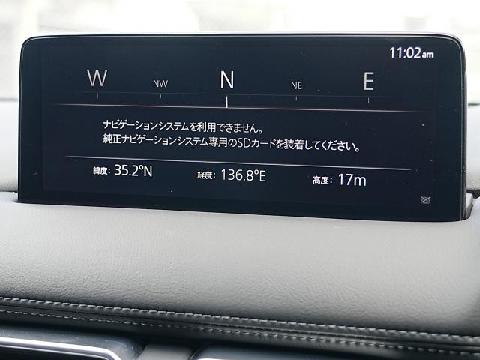 11:02am
W NW N NE E
ナビゲーションシステムを利用できません。
純正ナビゲーションシステム専用のSDカードを装着してください。
緯度: 35.2°N 経度: 136.8°E 高度: 17m